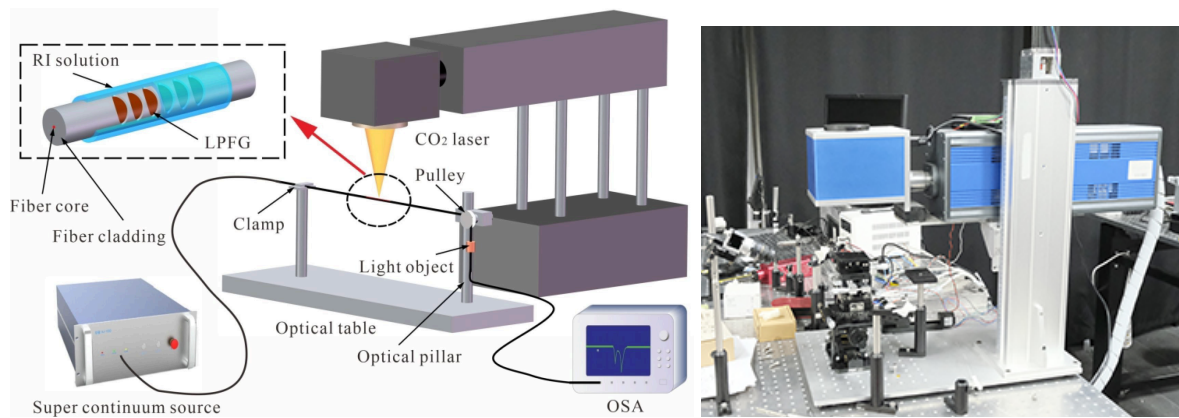 RI solution
LPFG
Fiber core
Fiber cladding
CO₂ laser
Pulley
Clamp
Light object
Optical table
Optical pillar
Super continuum source
OSA